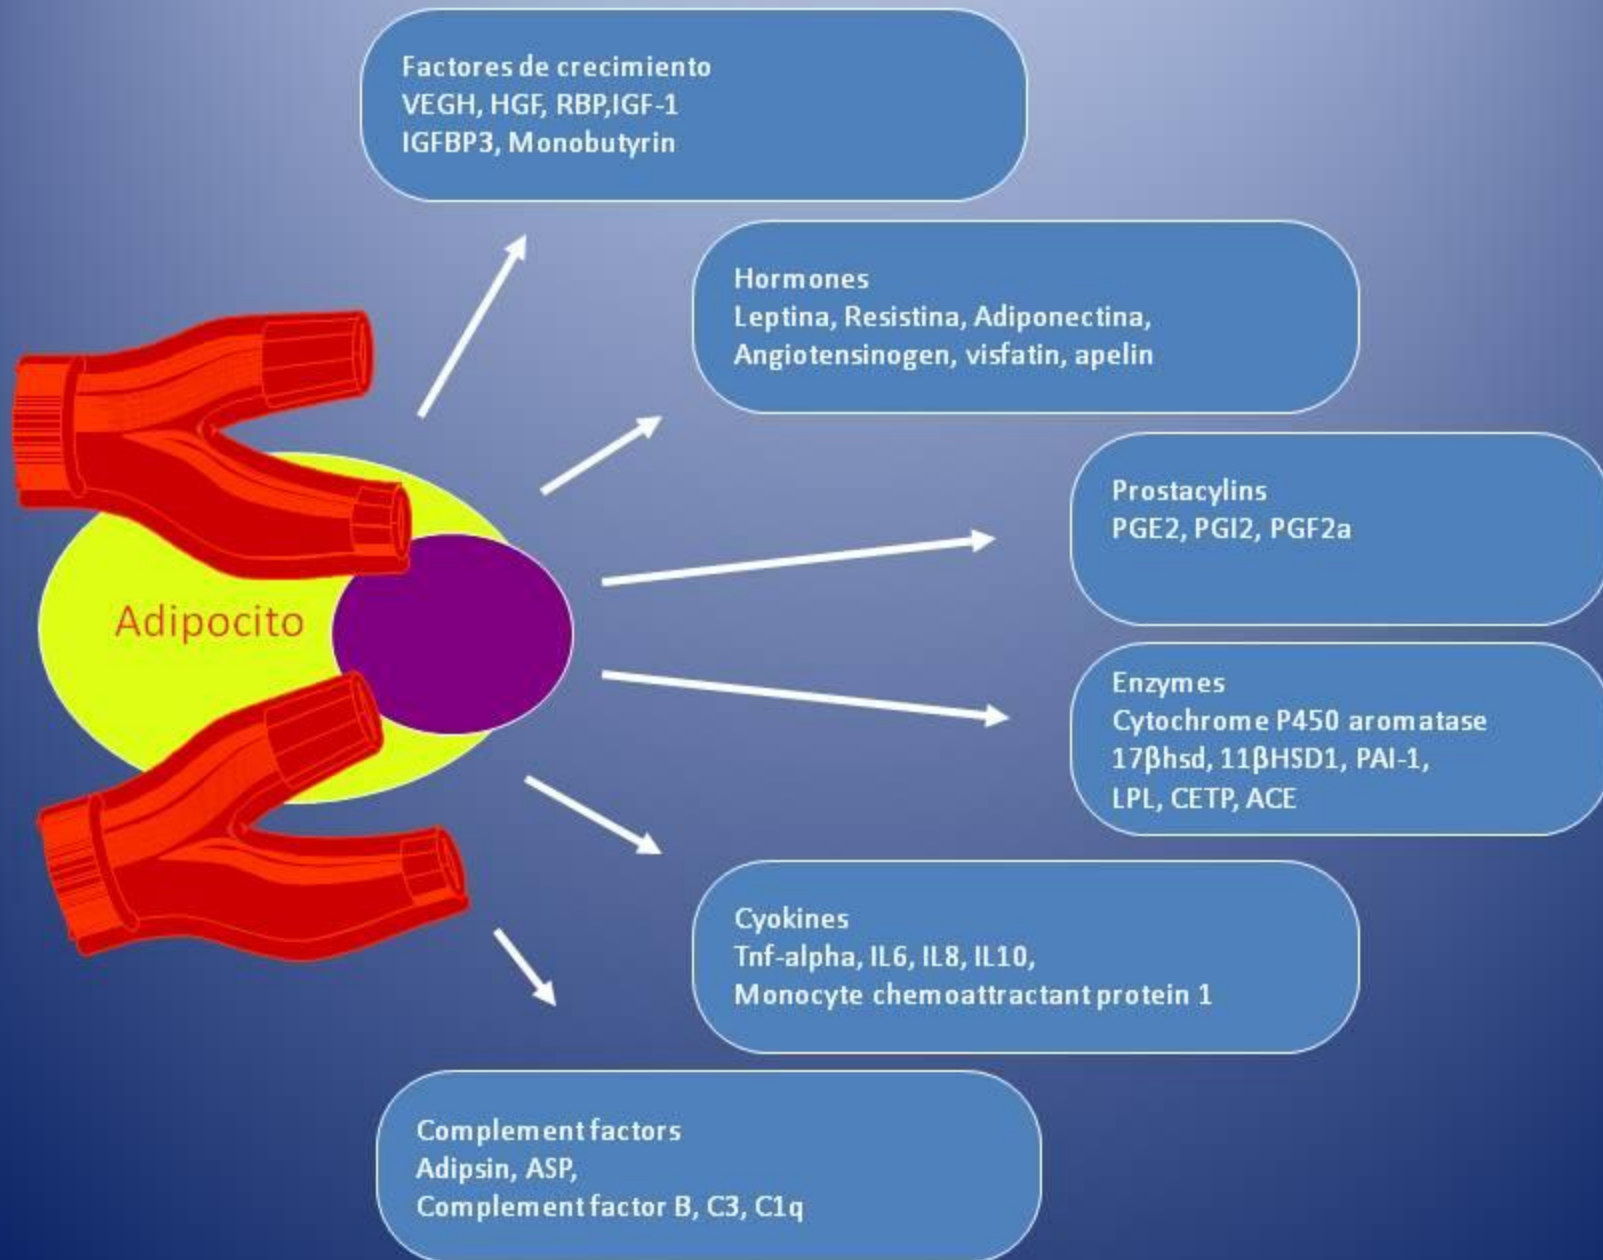 Factores de crecimiento
VEGH, HGF, RBP,IGF-1
IGFBP3, Monobutyrin
Hormones
Leptina, Resistina, Adiponectina,
Angiotensinogen, visfatin, apelin
Prostacylins
PGE2, PGI2, PGF2a
Adipocito
Enzymes
Cytochrome P450 aromatase
17βhsd, 11βHSD1, PAI-1,
LPL, CETP, ACE
Cyokines
Tnf-alpha, IL6, IL8, IL10,
Monocyte chemoattractant protein 1
Complement factors
Adipsin, ASP,
Complement factor B, C3, C1q